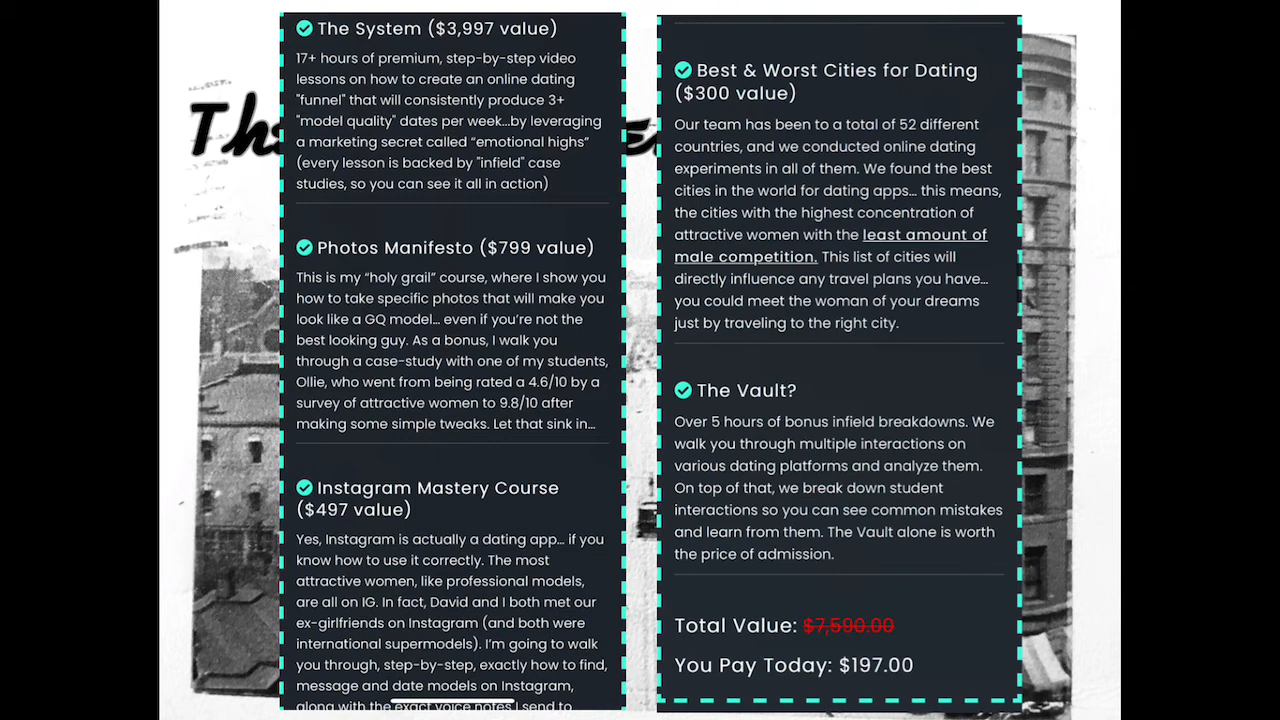 The System ($3,997 value)
17+ hours of premium, step-by-step video
lessons on how to create an online dating
"funnel" that will consistently produce 3+
"model quality" dates per week...by leveraging
a marketing secret called “emotional highs”
(every lesson is backed by "infield" case
studies, so you can see it all in action)
Photos Manifesto ($799 value)
This is my “holy grail” course, where I show you
how to take specific photos that will make you
look like a GQ model... even if you’re not the
best looking guy. As a bonus, I walk you
through a case-study with one of my students,
Ollie, who went from being rated a 4.6/10 by a
survey of attractive women to 9.8/10 after
making some simple tweaks. Let that sink in...
Instagram Mastery Course
($497 value)
Yes, Instagram is actually a dating app... if you
know how to use it correctly. The most
attractive women, like professional models,
are all on IG. In fact, David and I both met our
ex-girlfriends on Instagram (and both were
international supermodels). I’m going to walk
you through, step-by-step, exactly how to find,
message and date models on Instagram,
exam voice notes I send to
Best & Worst Cities for Dating
($300 value)
Our team has been to a total of 52 different
countries, and we conducted online dating
experiments in all of them. We found the best
cities in the world for dating apps... this means,
the cities with the highest concentration of
attractive women with the least amount of
male competition. This list of cities will
directly influence any travel plans you have...
you could meet the woman of your dreams
just by traveling to the right city.
The Vault?
Over 5 hours of bonus infield breakdowns. We
walk you through multiple interactions on
various dating platforms and analyze them.
On top of that, we break down student
interactions so you can see common mistakes
and learn from them. The Vault alone is worth
the price of admission.
Total Value: $7,590.00
You Pay Today: $197.00